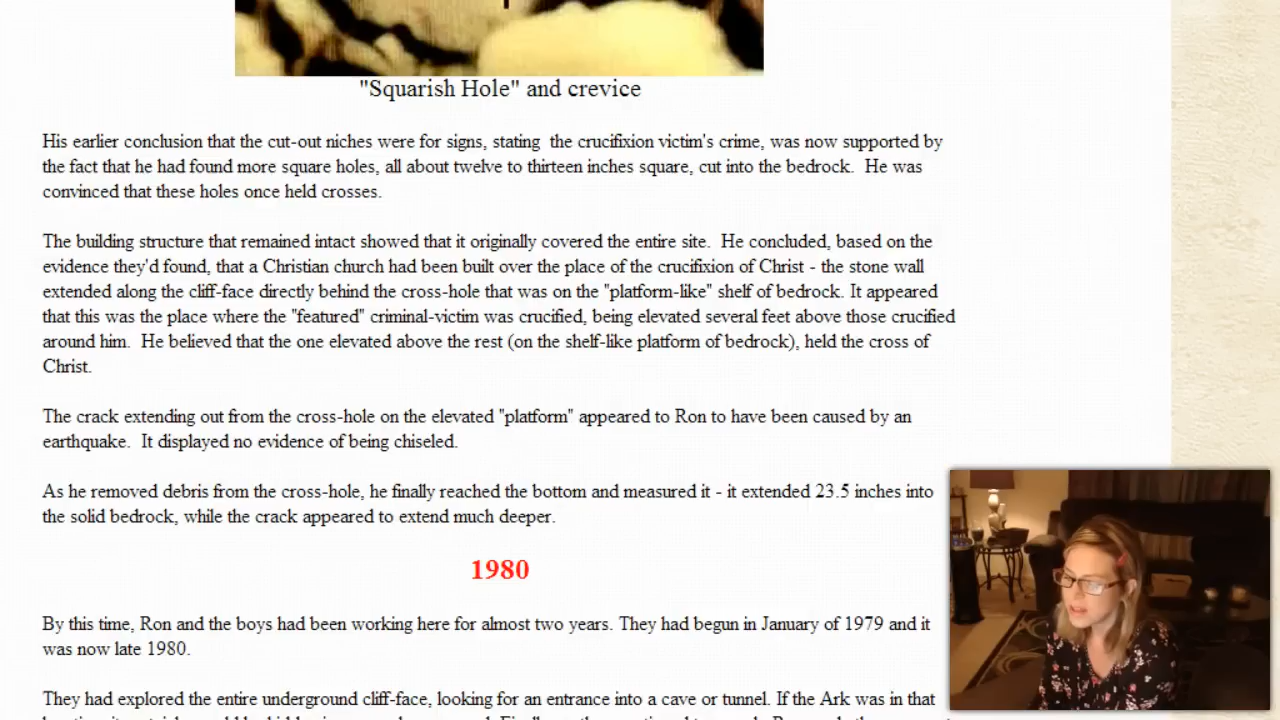 "Squarish Hole" and crevice
His earlier conclusion that the cut-out niches were for signs, stating  the crucifixion victim's crime, was now supported by
the fact that he had found more square holes, all about twelve to thirteen inches square, cut into the bedrock.  He was
convinced that these holes once held crosses.
The building structure that remained intact showed that it originally covered the entire site.  He concluded, based on the
evidence they'd found, that a Christian church had been built over the place of the crucifixion of Christ - the stone wall
extended along the cliff-face directly behind the cross-hole that was on the "platform-like" shelf of bedrock. It appeared
that this was the place where the "featured" criminal-victim was crucified, being elevated several feet above those crucified
around him.  He believed that the one elevated above the rest (on the shelf-like platform of bedrock), held the cross of
Christ.
The crack extending out from the cross-hole on the elevated "platform" appeared to Ron to have been caused by an
earthquake.  It displayed no evidence of being chiseled.
As he removed debris from the cross-hole, he finally reached the bottom and measured it - it extended 23.5 inches into
the solid bedrock, while the crack appeared to extend much deeper.
1980
By this time, Ron and the boys had been working here for almost two years. They had begun in January of 1979 and it
was now late 1980.
They had explored the entire underground cliff-face, looking for an entrance into a cave or tunnel. If the Ark was in that